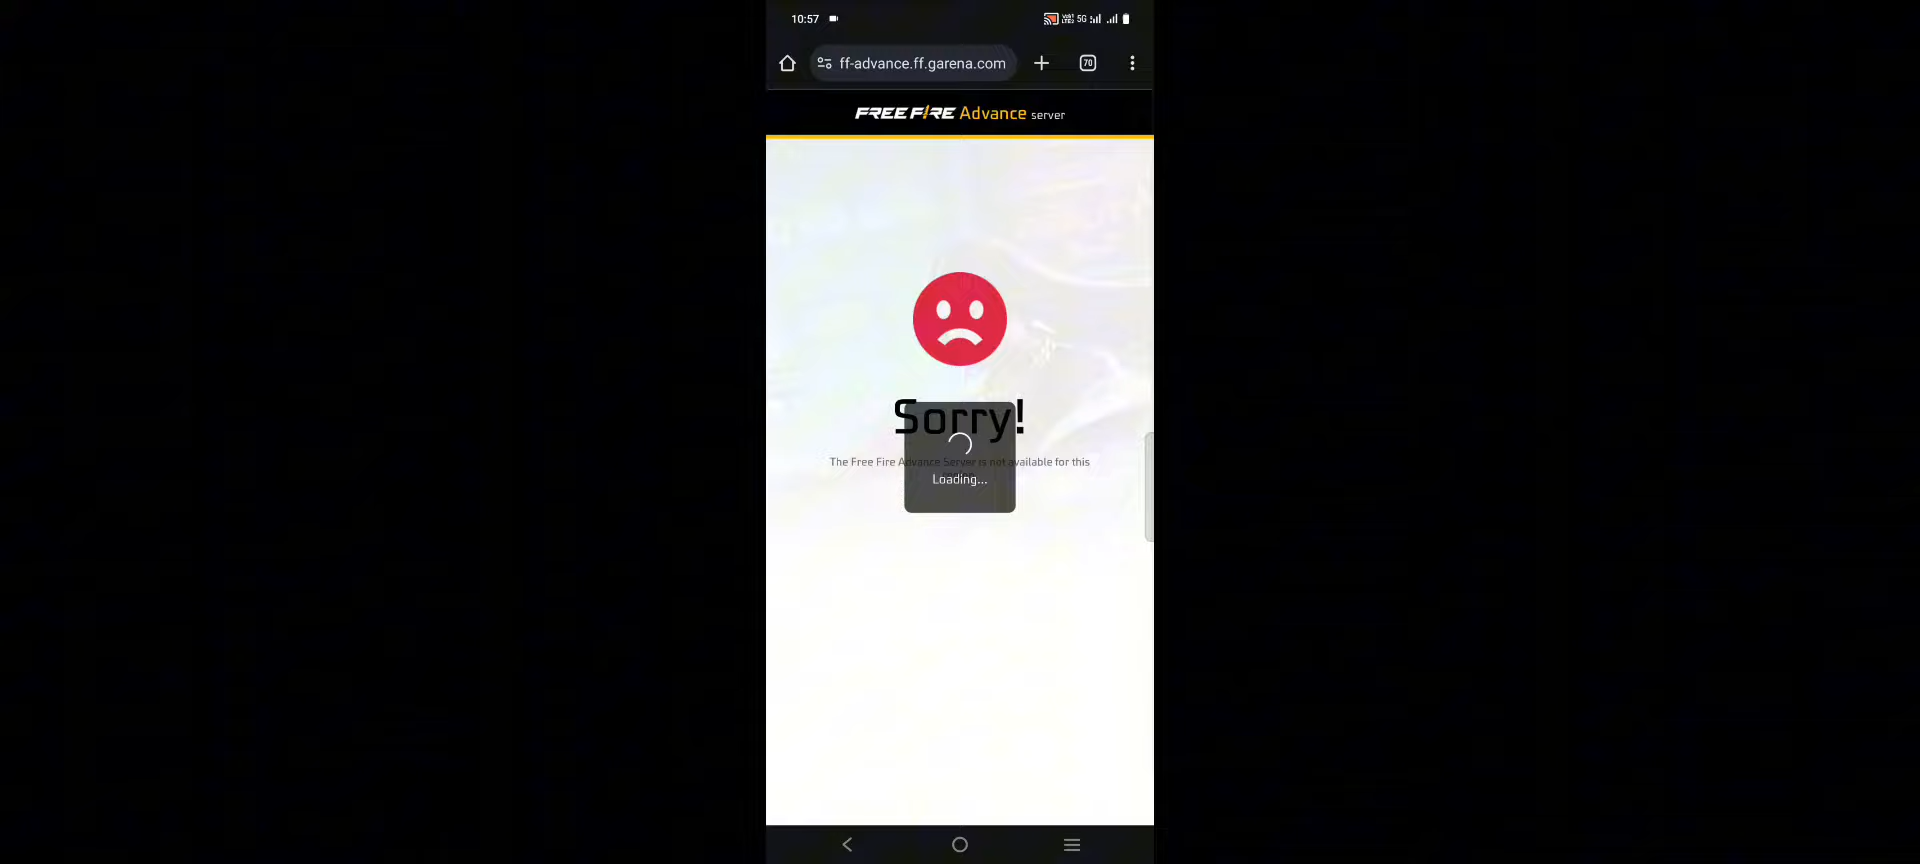 10:57
5G
ff-advance.ff.garena.com
70
FREE FIRE Advance server
Sorry!
The Free Fire Advance Server is not available for this
Loading...